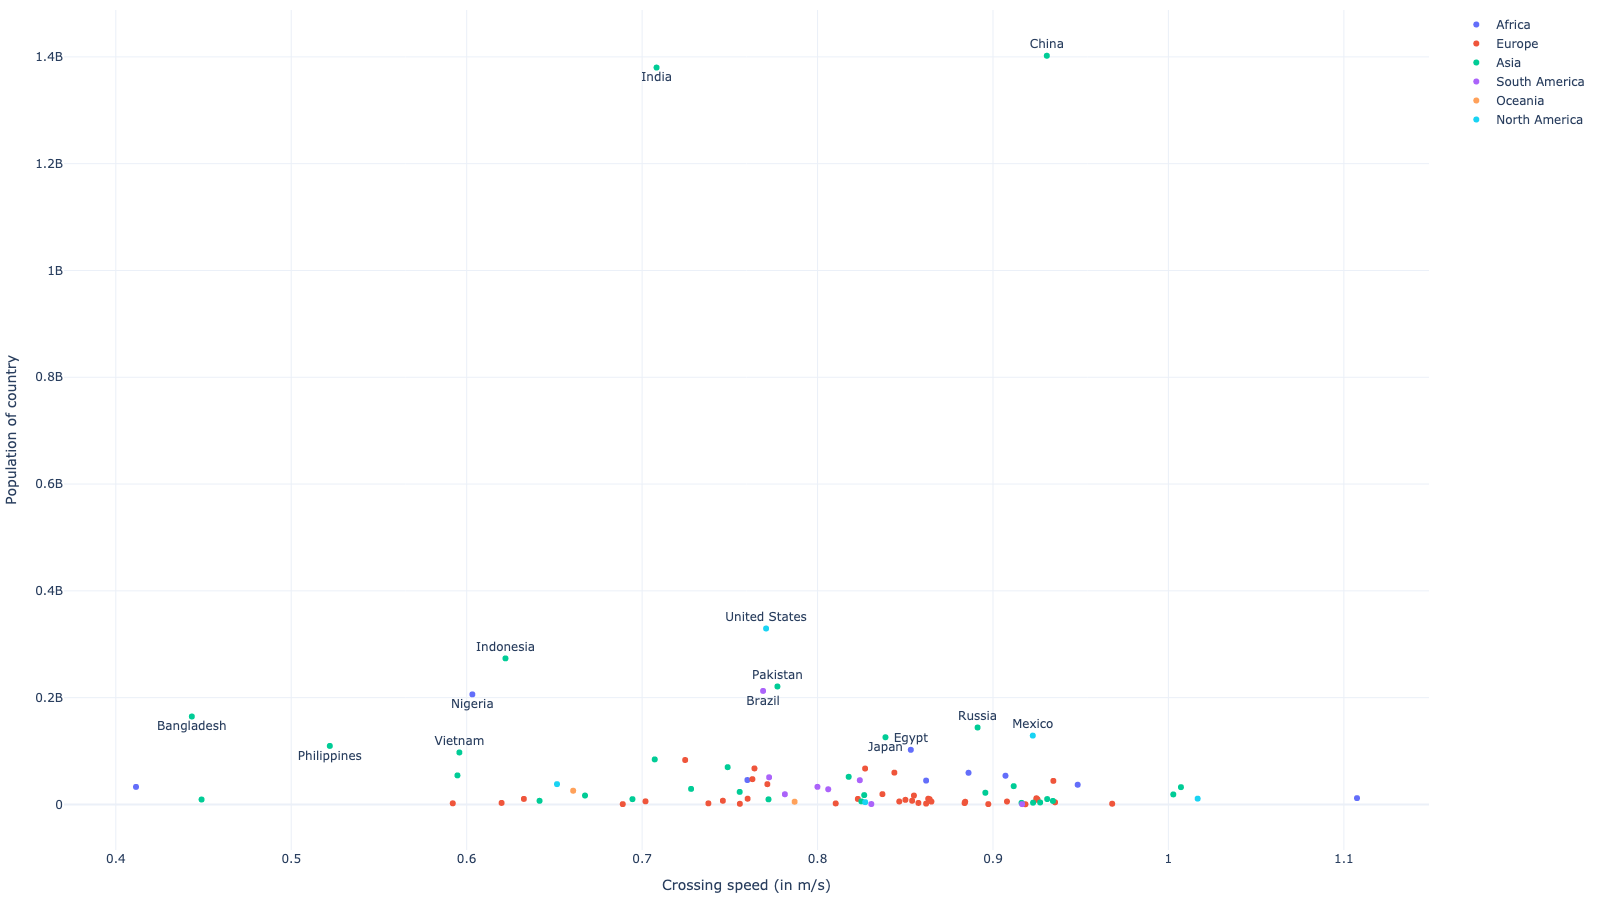 Africa
Europe
Asia
South America
Oceania
North America
China
India
United States
Indonesia
Pakistan
Brazil
Nigeria
Bangladesh
Russia
Mexico
Vietnam
Egypt
Japan
Philippines
1.4B
1.2B
1B
0.8B
0.6B
0.4B
0.2B
0
Population of country
0.4
0.5
0.6
0.7
0.8
0.9
1
1.1
Crossing speed (in m/s)